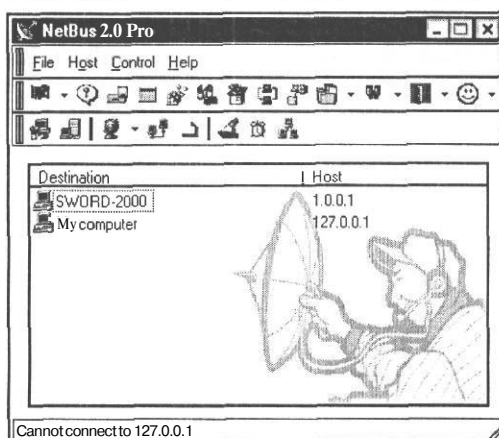 NetBus 2.0 Pro
File Host Control Help
Destination Host
SWORD-2000 1.0.0.1
My computer 127.0.0.1
Cannot connect to 127.0.0.1